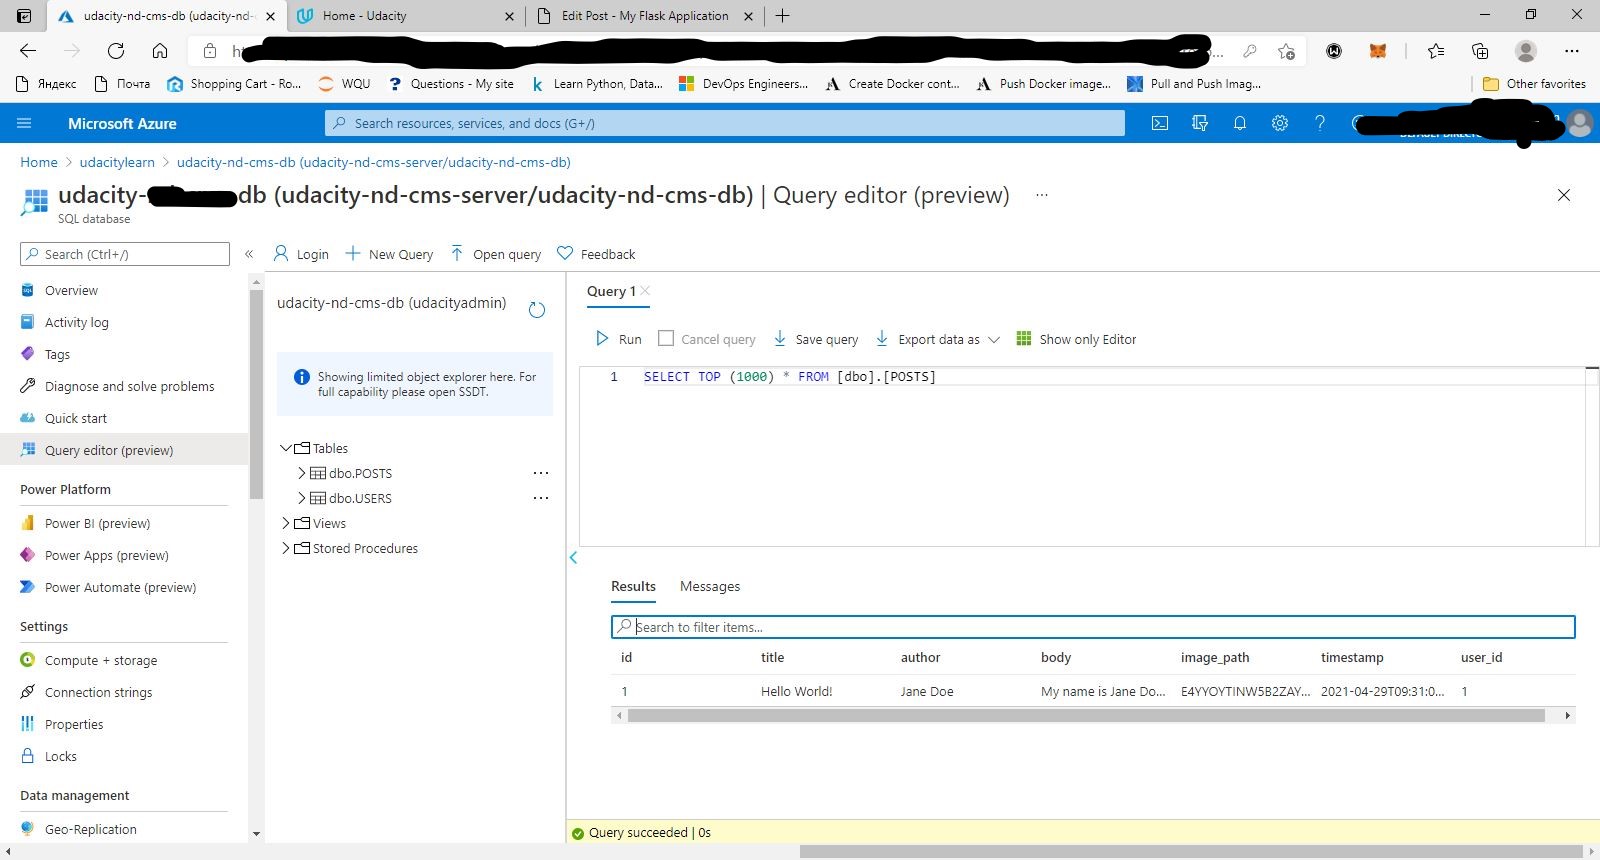 udacity-nd-cms-db (udacity-nd-
Home - Udacity
Edit Post - My Flask Application
Яндекс
Почта
Shopping Cart - Ro...
WQU
Questions - My site
Learn Python, Data...
DevOps Engineers...
Create Docker cont...
Push Docker image...
Pull and Push Imag...
Other favorites
Microsoft Azure
Search resources, services, and docs (G+/)
Home > udacitylearn > udacity-nd-cms-db (udacity-nd-cms-server/udacity-nd-cms-db)
udacity- db (udacity-nd-cms-server/udacity-nd-cms-db) | Query editor (preview) ...
SQL database
Search (Ctrl+/)
«
Login
New Query
Open query
Feedback
Overview
Activity log
Tags
Diagnose and solve problems
Quick start
Query editor (preview)
Power Platform
Power BI (preview)
Power Apps (preview)
Power Automate (preview)
Settings
Compute + storage
Connection strings
Properties
Locks
Data management
Geo-Replication
udacity-nd-cms-db (udacityadmin)
Showing limited object explorer here. For
full capability please open SSDT.
Tables
dbo.POSTS
dbo.USERS
Views
Stored Procedures
Query 1
Run
Cancel query
Save query
Export data as
Show only Editor
1 SELECT TOP (1000) * FROM [dbo].[POSTS]
Results
Messages
Search to filter items...
id title author body image_path timestamp user_id
1 Hello World! Jane Doe My name is Jane Do... E4YYOYTINW5B2ZAY... 2021-04-29T09:31:0... 1
Query succeeded | 0s